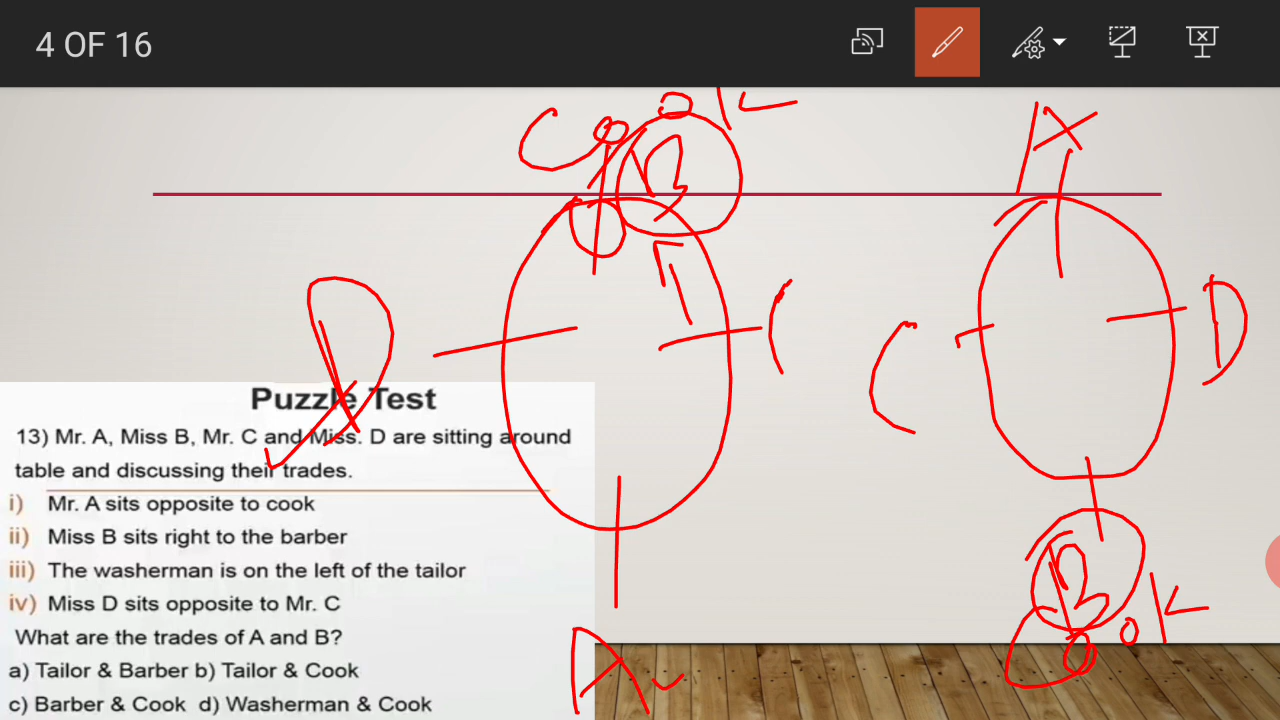 4 OF 16
Cook
B
A
D
C
C
D
B
Cook
A
Puzzle Test
13) Mr. A, Miss B, Mr. C and Miss. D are sitting around
table and discussing their trades.
i) Mr. A sits opposite to cook
ii) Miss B sits right to the barber
iii) The washerman is on the left of the tailor
iv) Miss D sits opposite to Mr. C
What are the trades of A and B?
a) Tailor & Barber b) Tailor & Cook
c) Barber & Cook d) Washerman & Cook